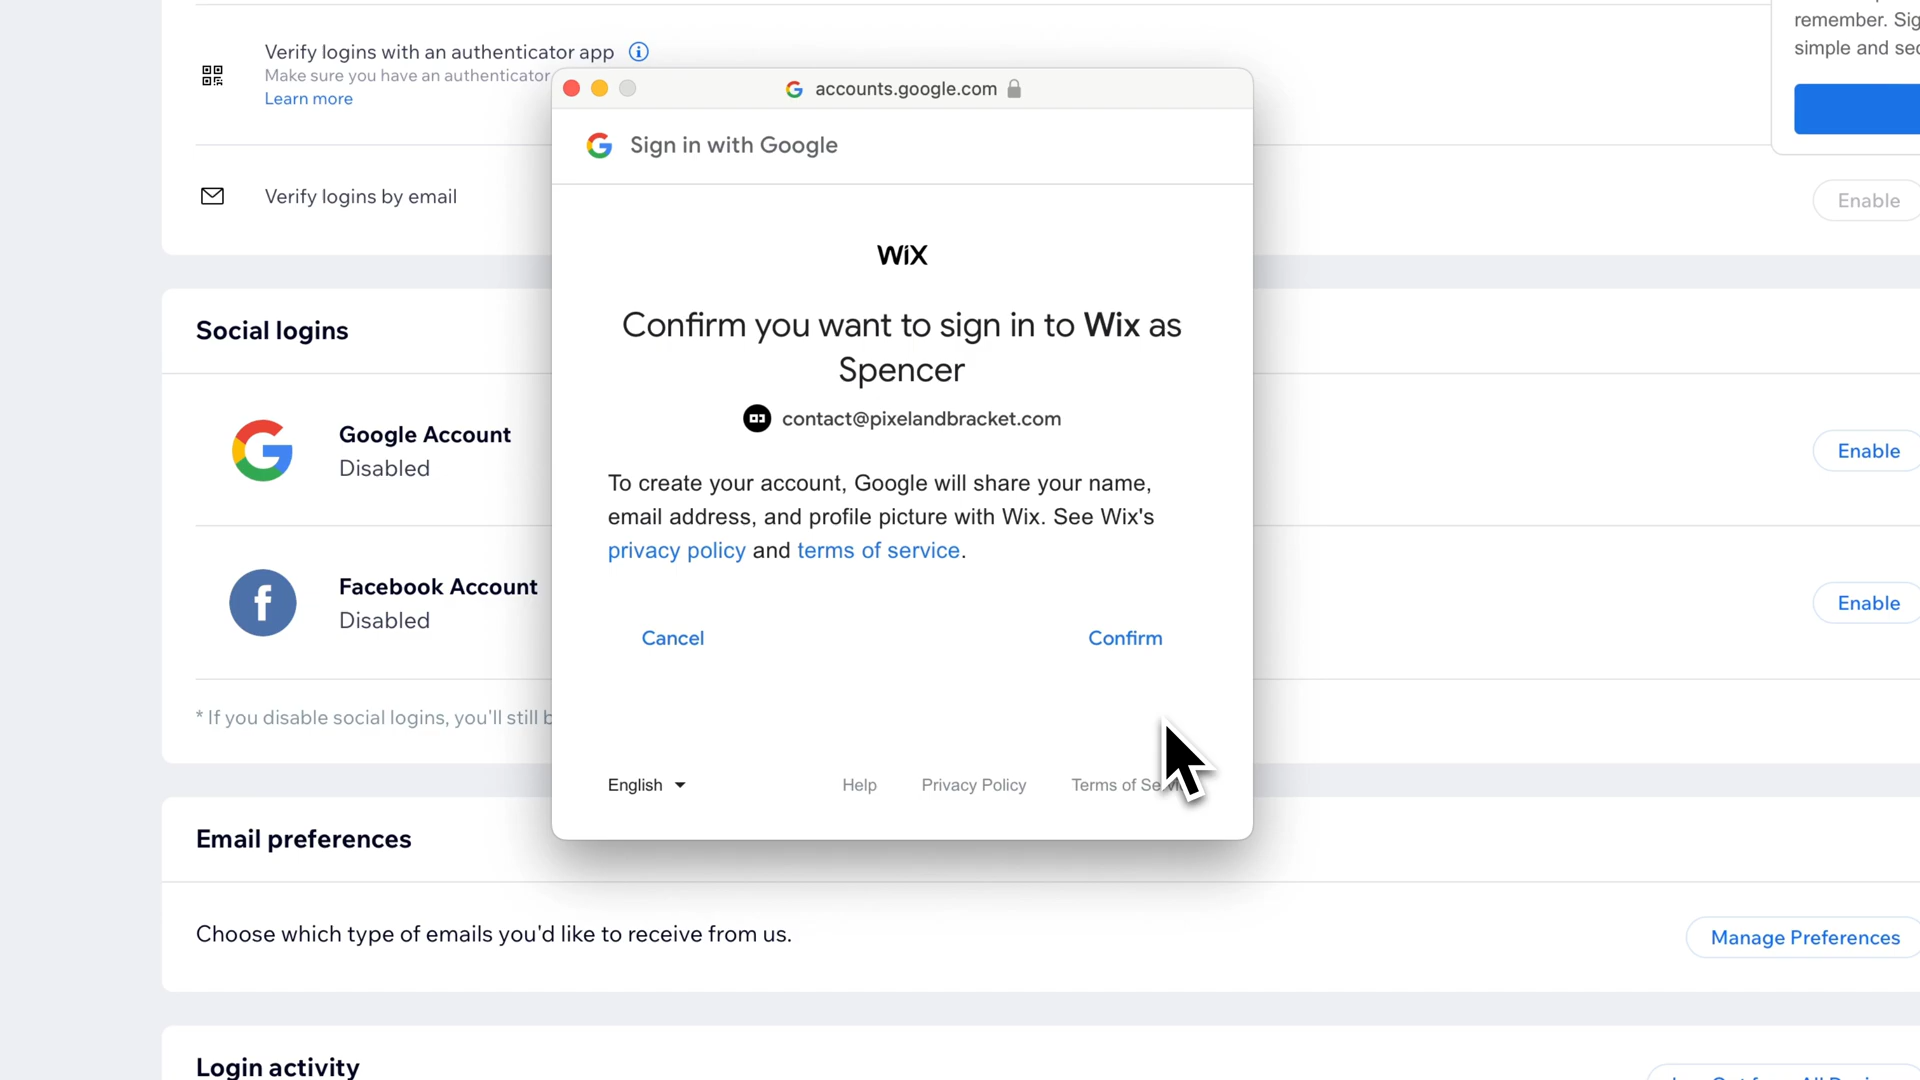 remember. Sig
simple and sec
Verify logins with an authenticator app
Make sure you have an authenticator
Learn more
accounts.google.com
Sign in with Google
Verify logins by email
Enable
WiX
Confirm you want to sign in to Wix as
Spencer
contact@pixelandbracket.com
To create your account, Google will share your name,
email address, and profile picture with Wix. See Wix's
privacy policy and terms of service.
Cancel
Confirm
English
Help
Privacy Policy
Terms of Se
Social logins
Google Account
Disabled
Enable
Facebook Account
Disabled
Enable
* If you disable social logins, you'll still b
Email preferences
Choose which type of emails you'd like to receive from us.
Manage Preferences
Login activity